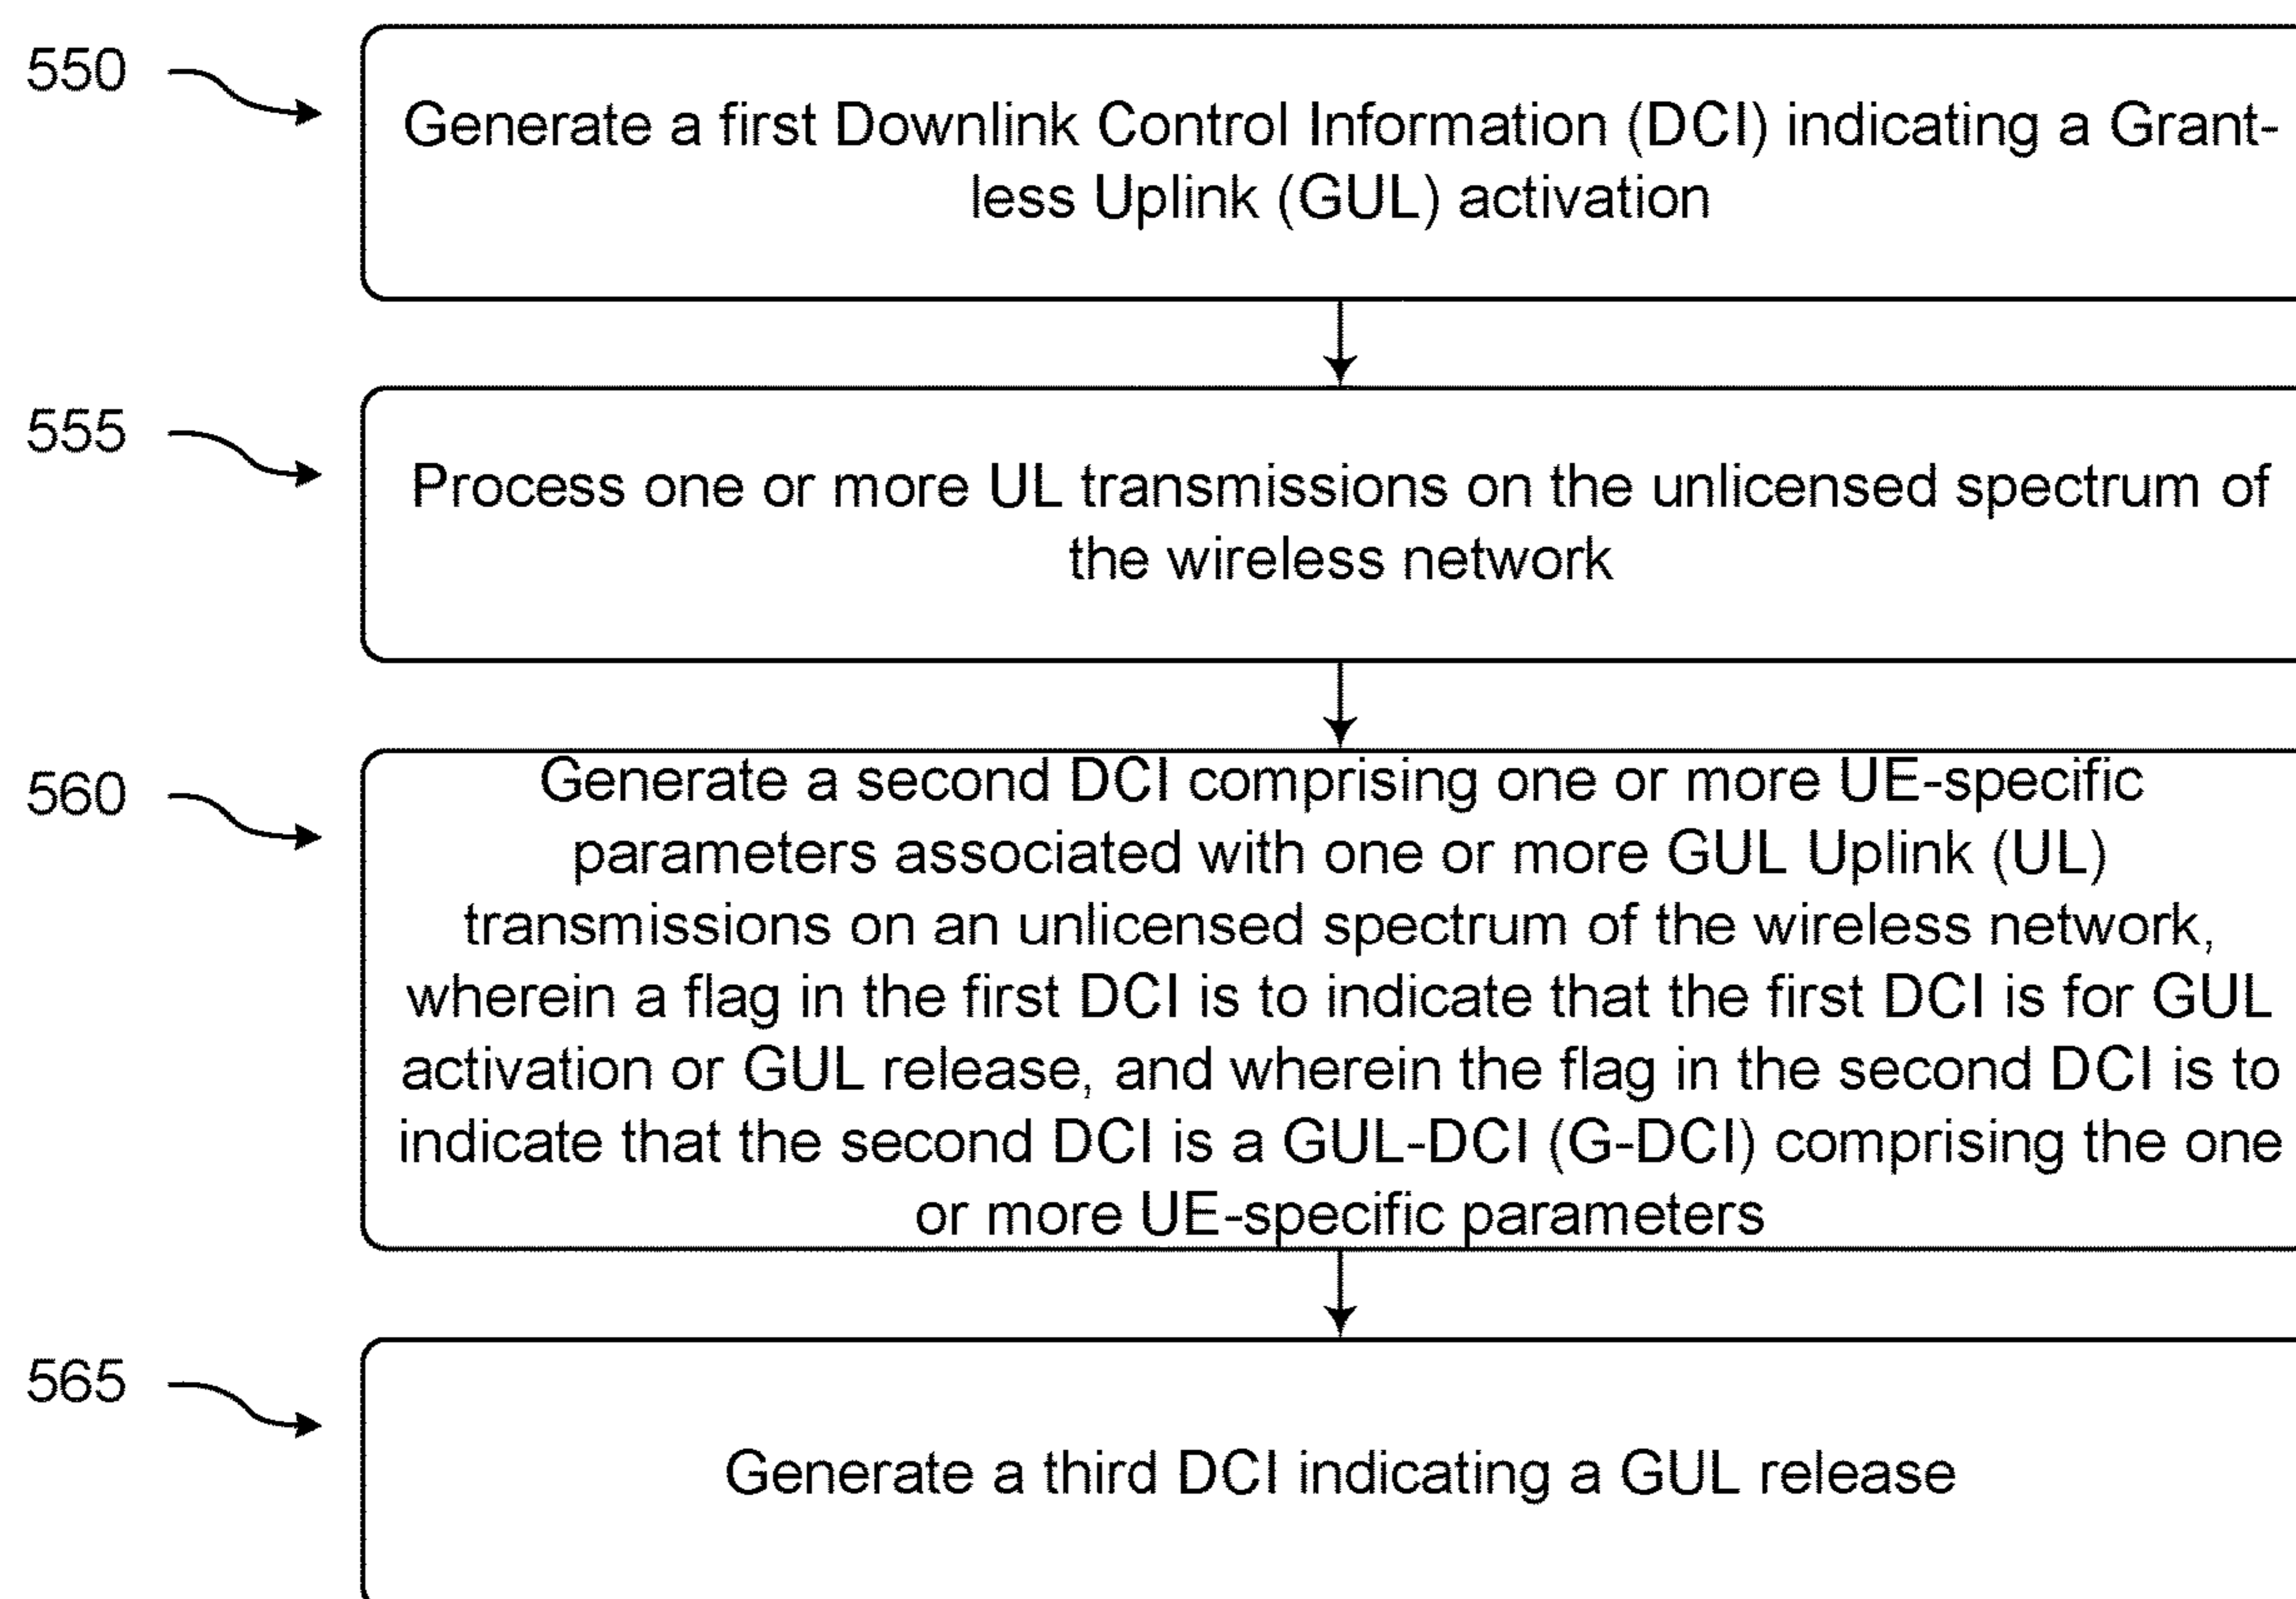 550
Generate a first Downlink Control Information (DCI) indicating a Grant-
less Uplink (GUL) activation
555
Process one or more UL transmissions on the unlicensed spectrum of
the wireless network
560
Generate a second DCI comprising one or more UE-specific
parameters associated with one or more GUL Uplink (UL)
transmissions on an unlicensed spectrum of the wireless network,
wherein a flag in the first DCI is to indicate that the first DCI is for GUL
activation or GUL release, and wherein the flag in the second DCI is to
indicate that the second DCI is a GUL-DCI (G-DCI) comprising the one
or more UE-specific parameters
565
Generate a third DCI indicating a GUL release